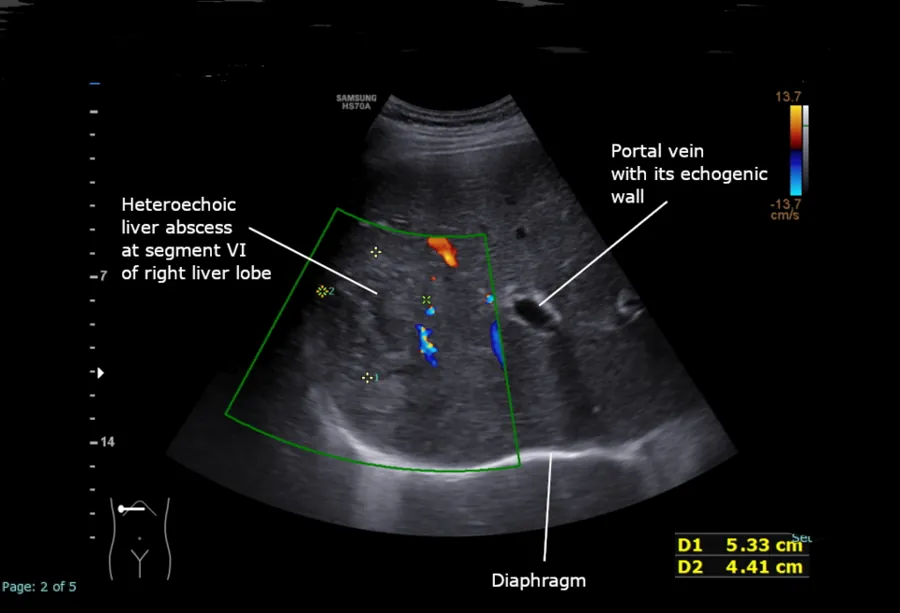 SAMSUNG
HS70A
13.7
-13.7
cm/s
Portal vein
with its echogenic
wall
Heteroechoic
liver abscess
at segment VI
of right liver lobe
7
2
1
14
D1 5.33 cm
D2 4.41 cm
Diaphragm
Page: 2 of 5